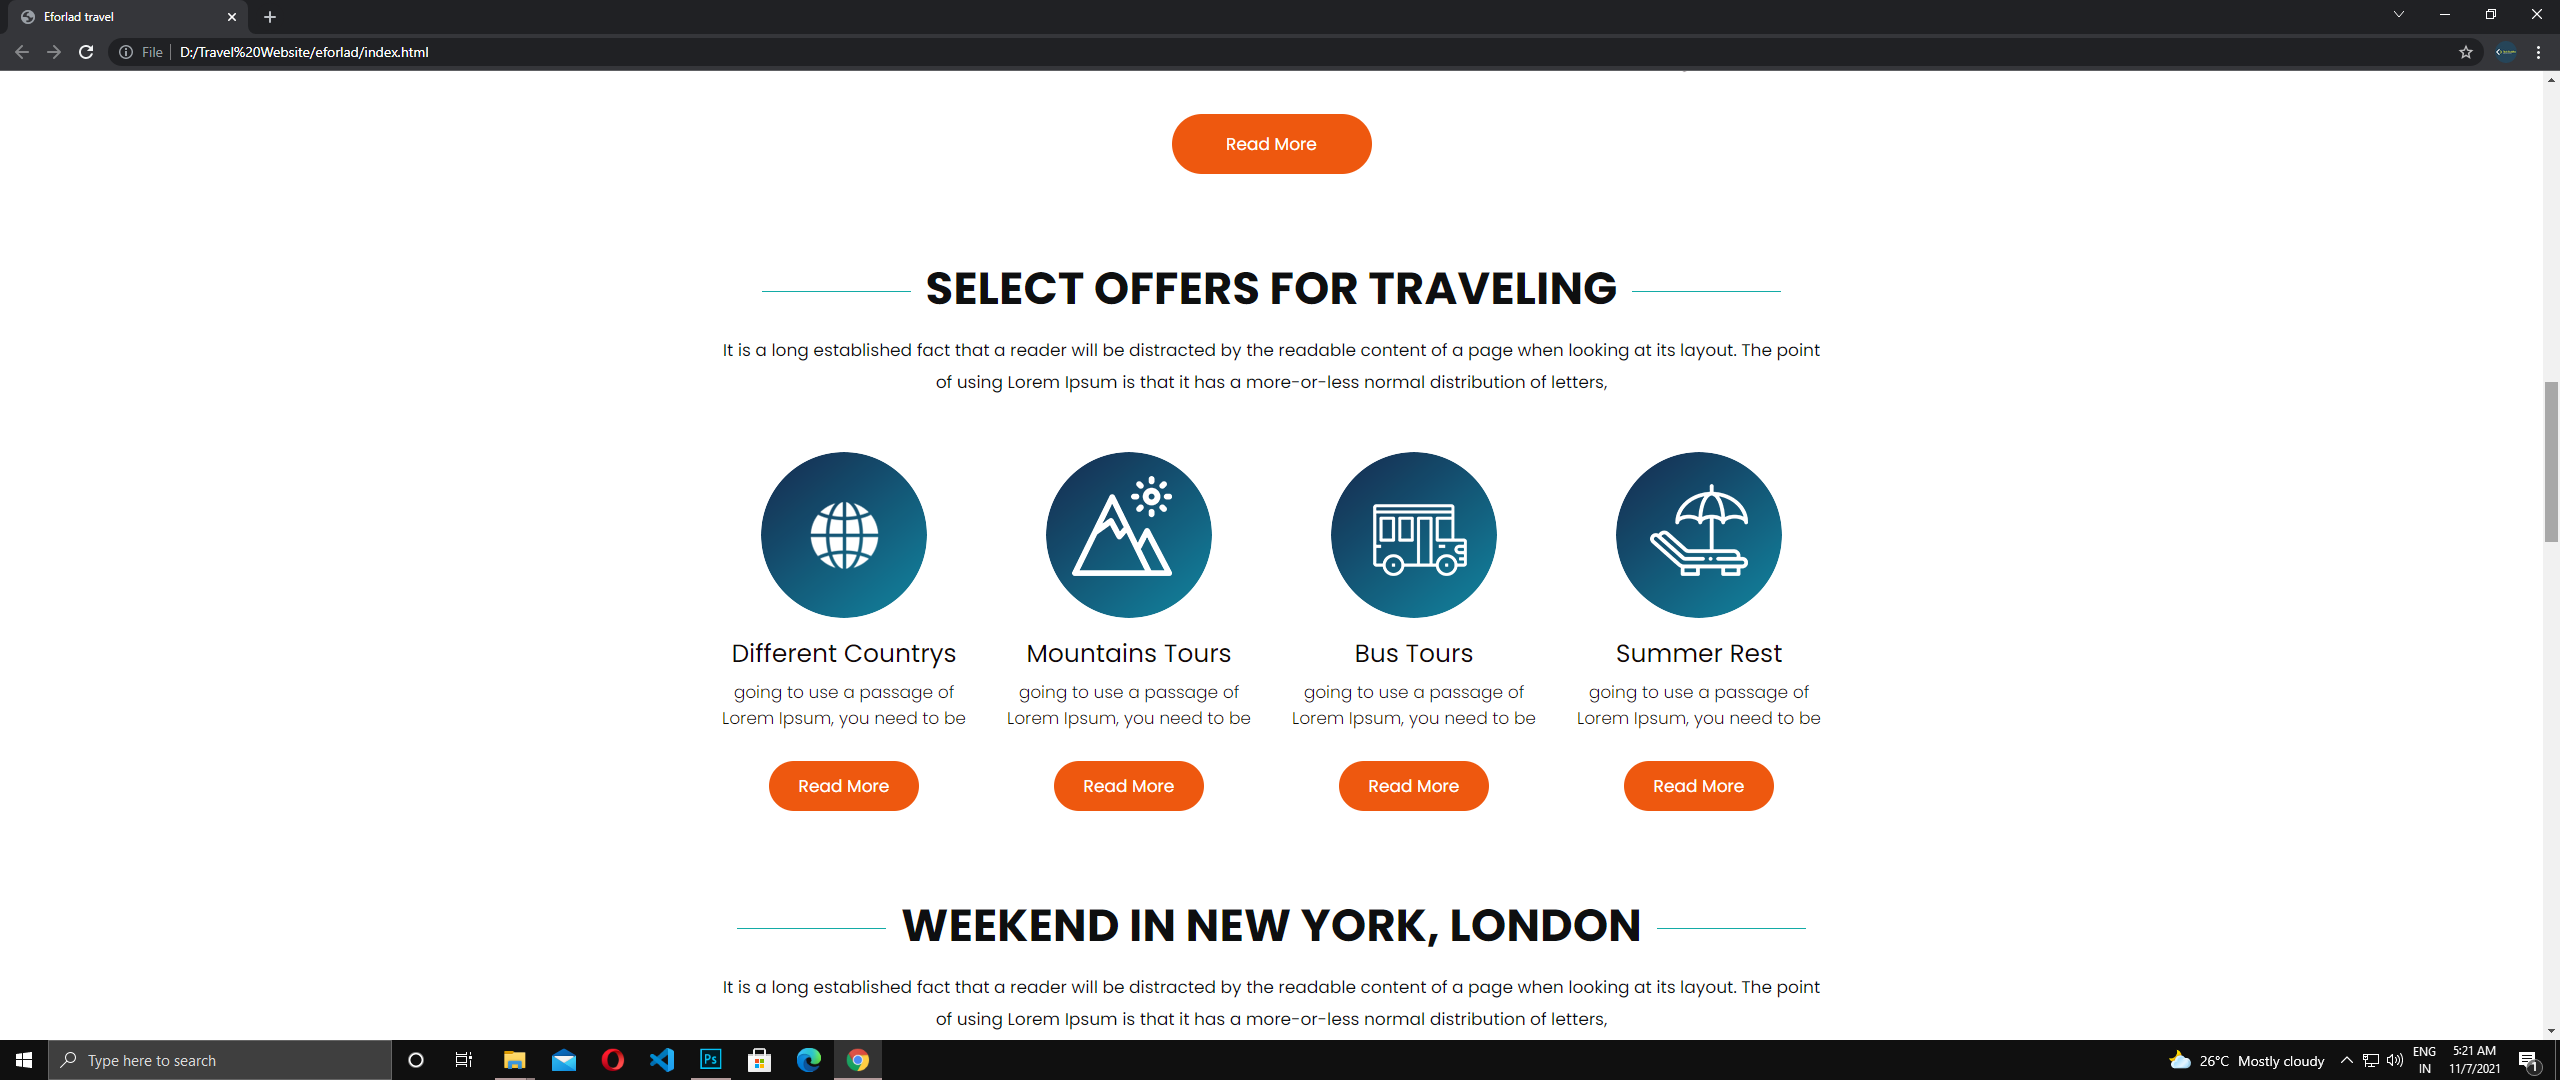 Eforlad travel
File
D:/Travel%20Website/eforlad/index.html
Read More
SELECT OFFERS FOR TRAVELING
It is a long established fact that a reader will be distracted by the readable content of a page when looking at its layout. The point
of using Lorem Ipsum is that it has a more-or-less normal distribution of letters,
Different Countrys
going to use a passage of
Lorem Ipsum, you need to be
Read More
Mountains Tours
going to use a passage of
Lorem Ipsum, you need to be
Read More
Bus Tours
going to use a passage of
Lorem Ipsum, you need to be
Read More
Summer Rest
going to use a passage of
Lorem Ipsum, you need to be
Read More
WEEKEND IN NEW YORK, LONDON
It is a long established fact that a reader will be distracted by the readable content of a page when looking at its layout. The point
of using Lorem Ipsum is that it has a more-or-less normal distribution of letters,
Type here to search
Ps
26°C Mostly cloudy
ENG
IN
5:21 AM
11/7/2021
1